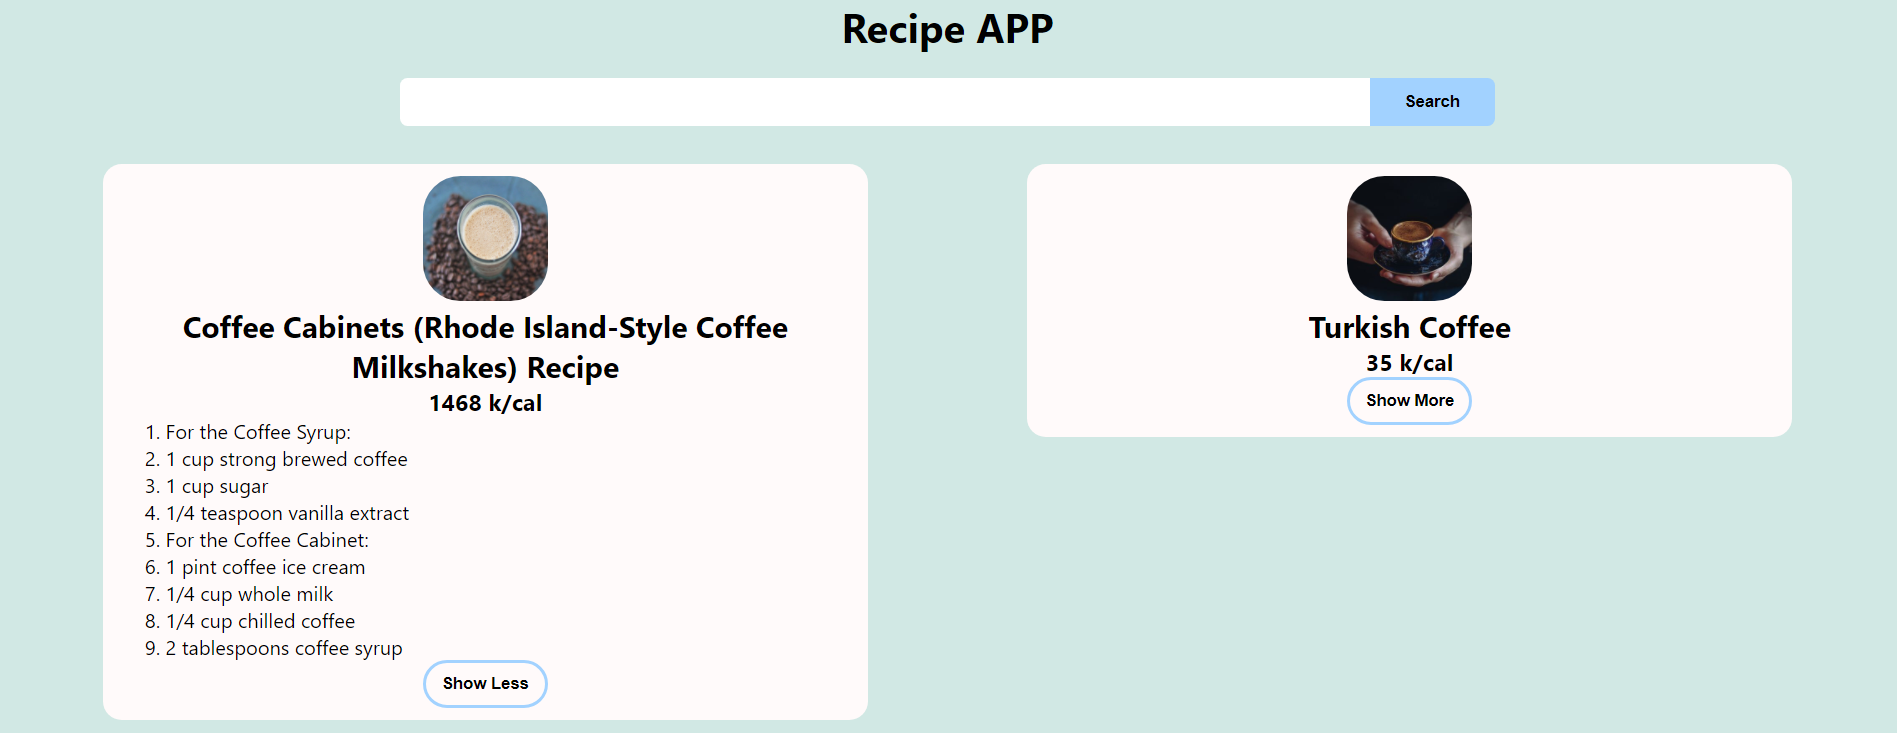 Recipe APP
Search
Coffee Cabinets (Rhode Island-Style Coffee
Milkshakes) Recipe
1468 k/cal
1. For the Coffee Syrup:
2. 1 cup strong brewed coffee
3. 1 cup sugar
4. 1/4 teaspoon vanilla extract
5. For the Coffee Cabinet:
6. 1 pint coffee ice cream
7. 1/4 cup whole milk
8. 1/4 cup chilled coffee
9. 2 tablespoons coffee syrup
Show Less
Turkish Coffee
35 k/cal
Show More